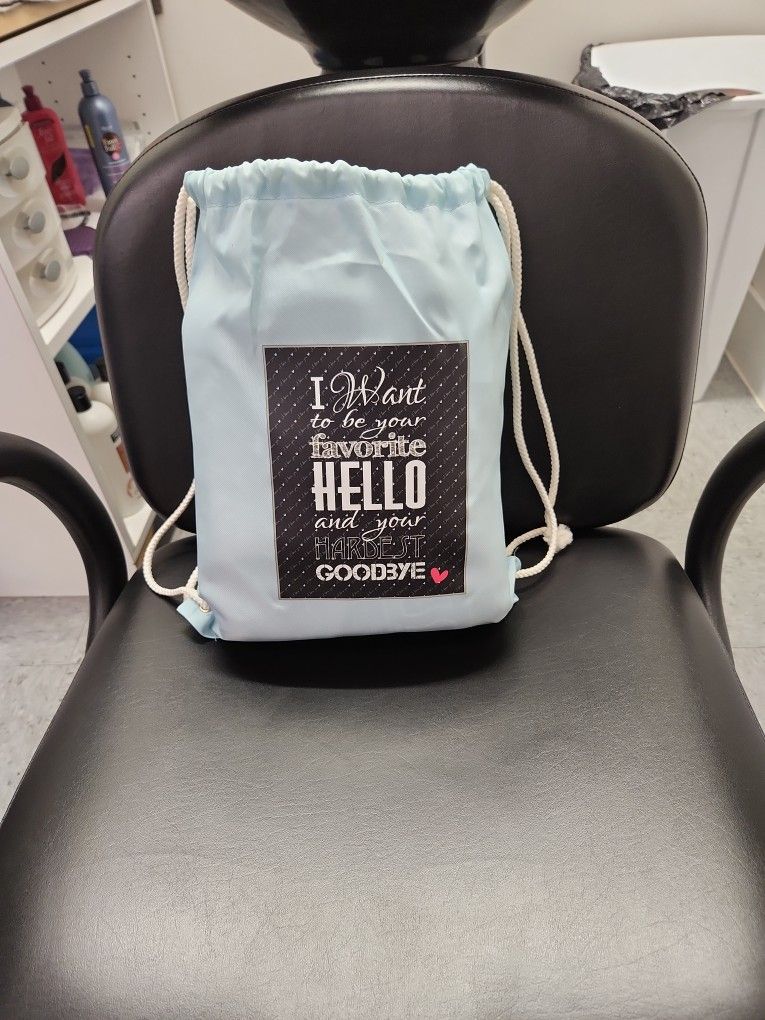 I Want
to be your
favorite
HELLO
and your
HARDEST
GOODBYE